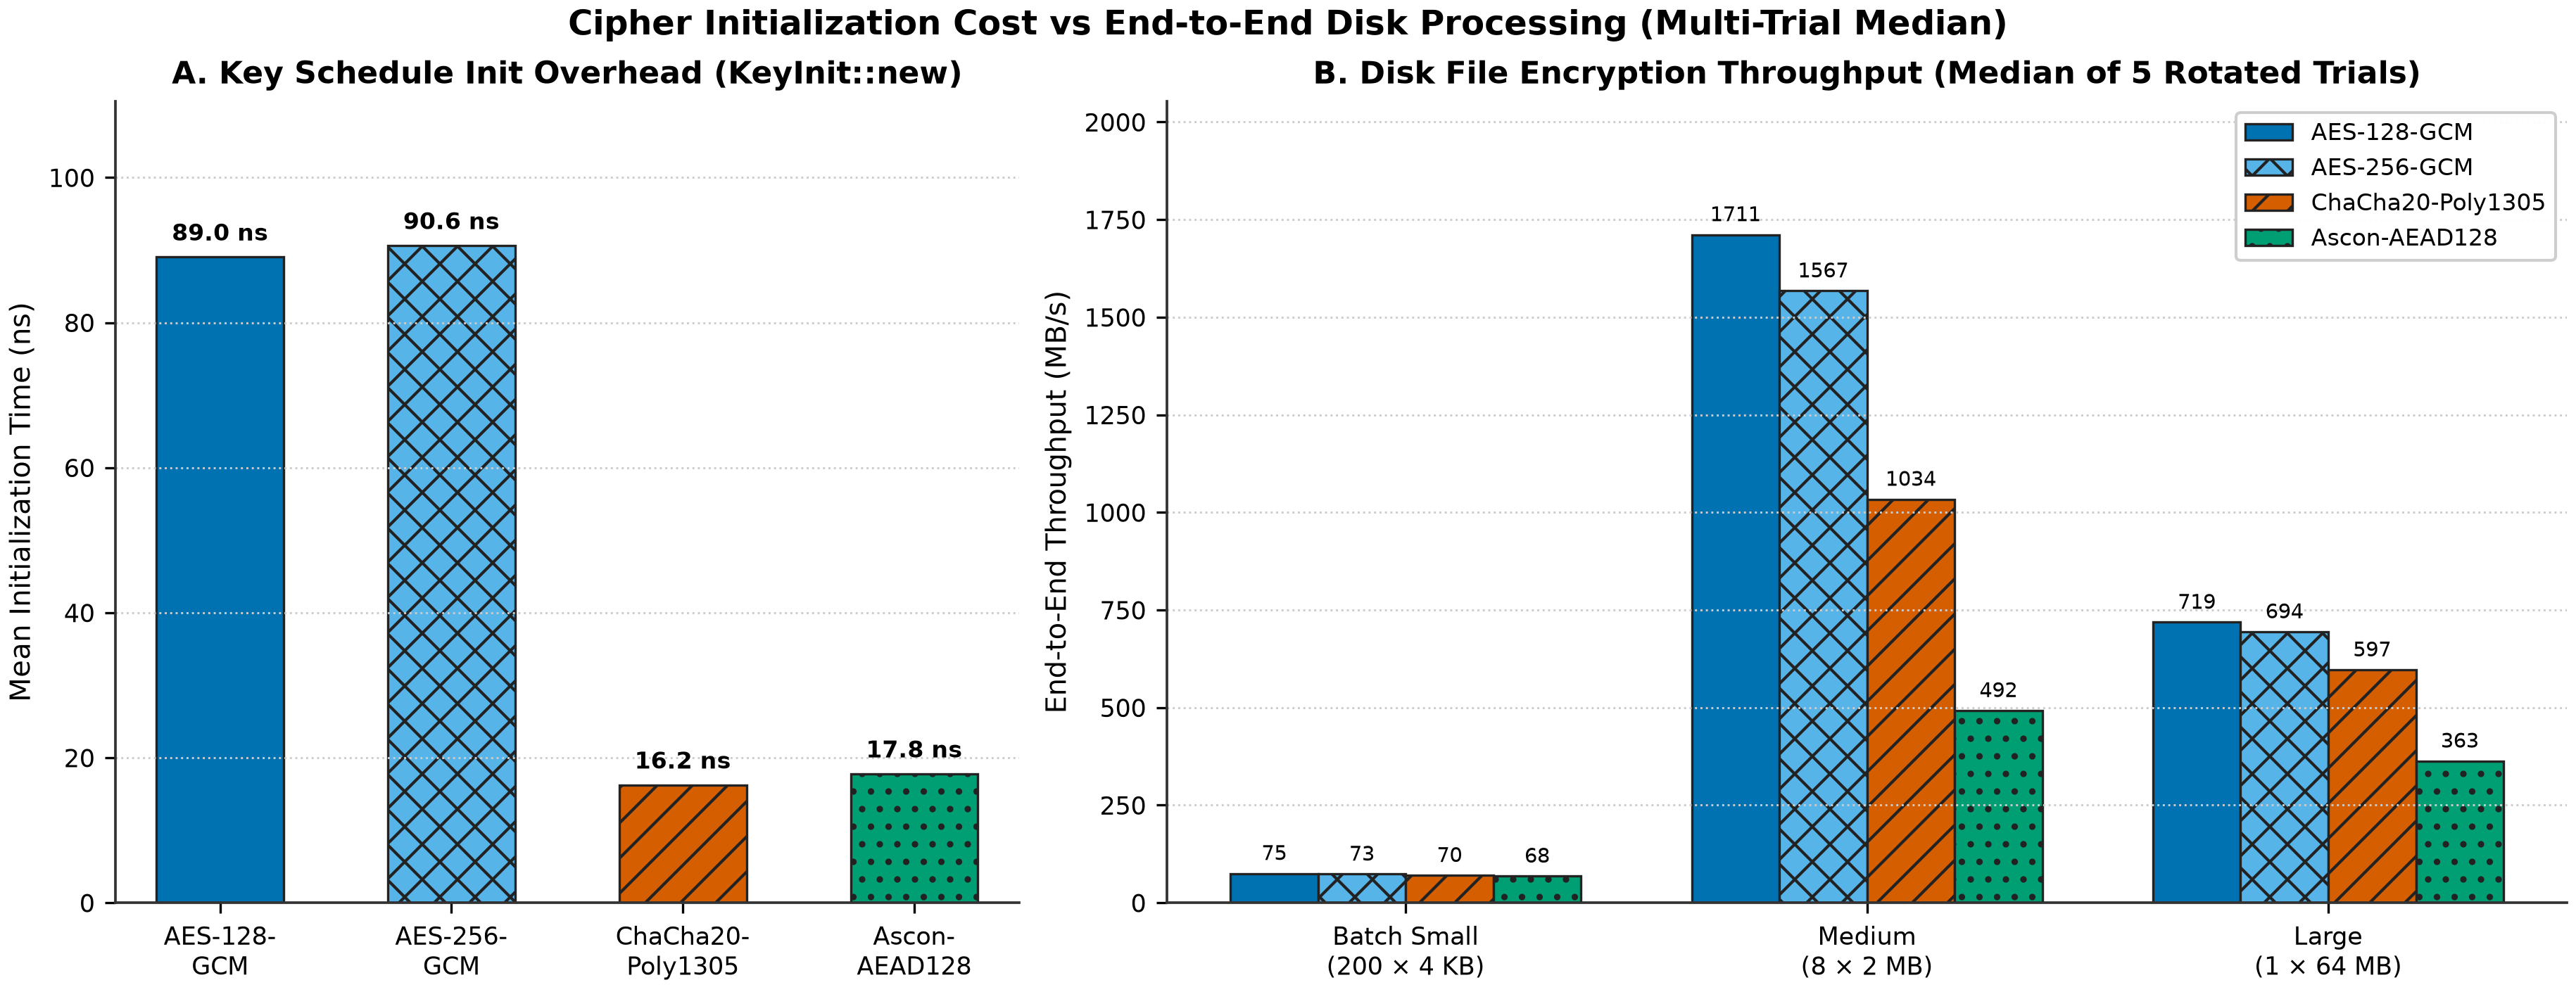 Cipher Initialization Cost vs End-to-End Disk Processing (Multi-Trial Median)
A. Key Schedule Init Overhead (KeyInit::new)
Mean Initialization Time (ns)
100
80
60
40
20
0
89.0 ns
90.6 ns
16.2 ns
17.8 ns
AES-128-
GCM
AES-256-
GCM
ChaCha20-
Poly1305
Ascon-
AEAD128
B. Disk File Encryption Throughput (Median of 5 Rotated Trials)
End-to-End Throughput (MB/s)
2000
1750
1500
1250
1000
750
500
250
0
AES-128-GCM
AES-256-GCM
ChaCha20-Poly1305
Ascon-AEAD128
75
73
70
68
1711
1567
1034
492
719
694
597
363
Batch Small
(200 × 4 KB)
Medium
(8 × 2 MB)
Large
(1 × 64 MB)